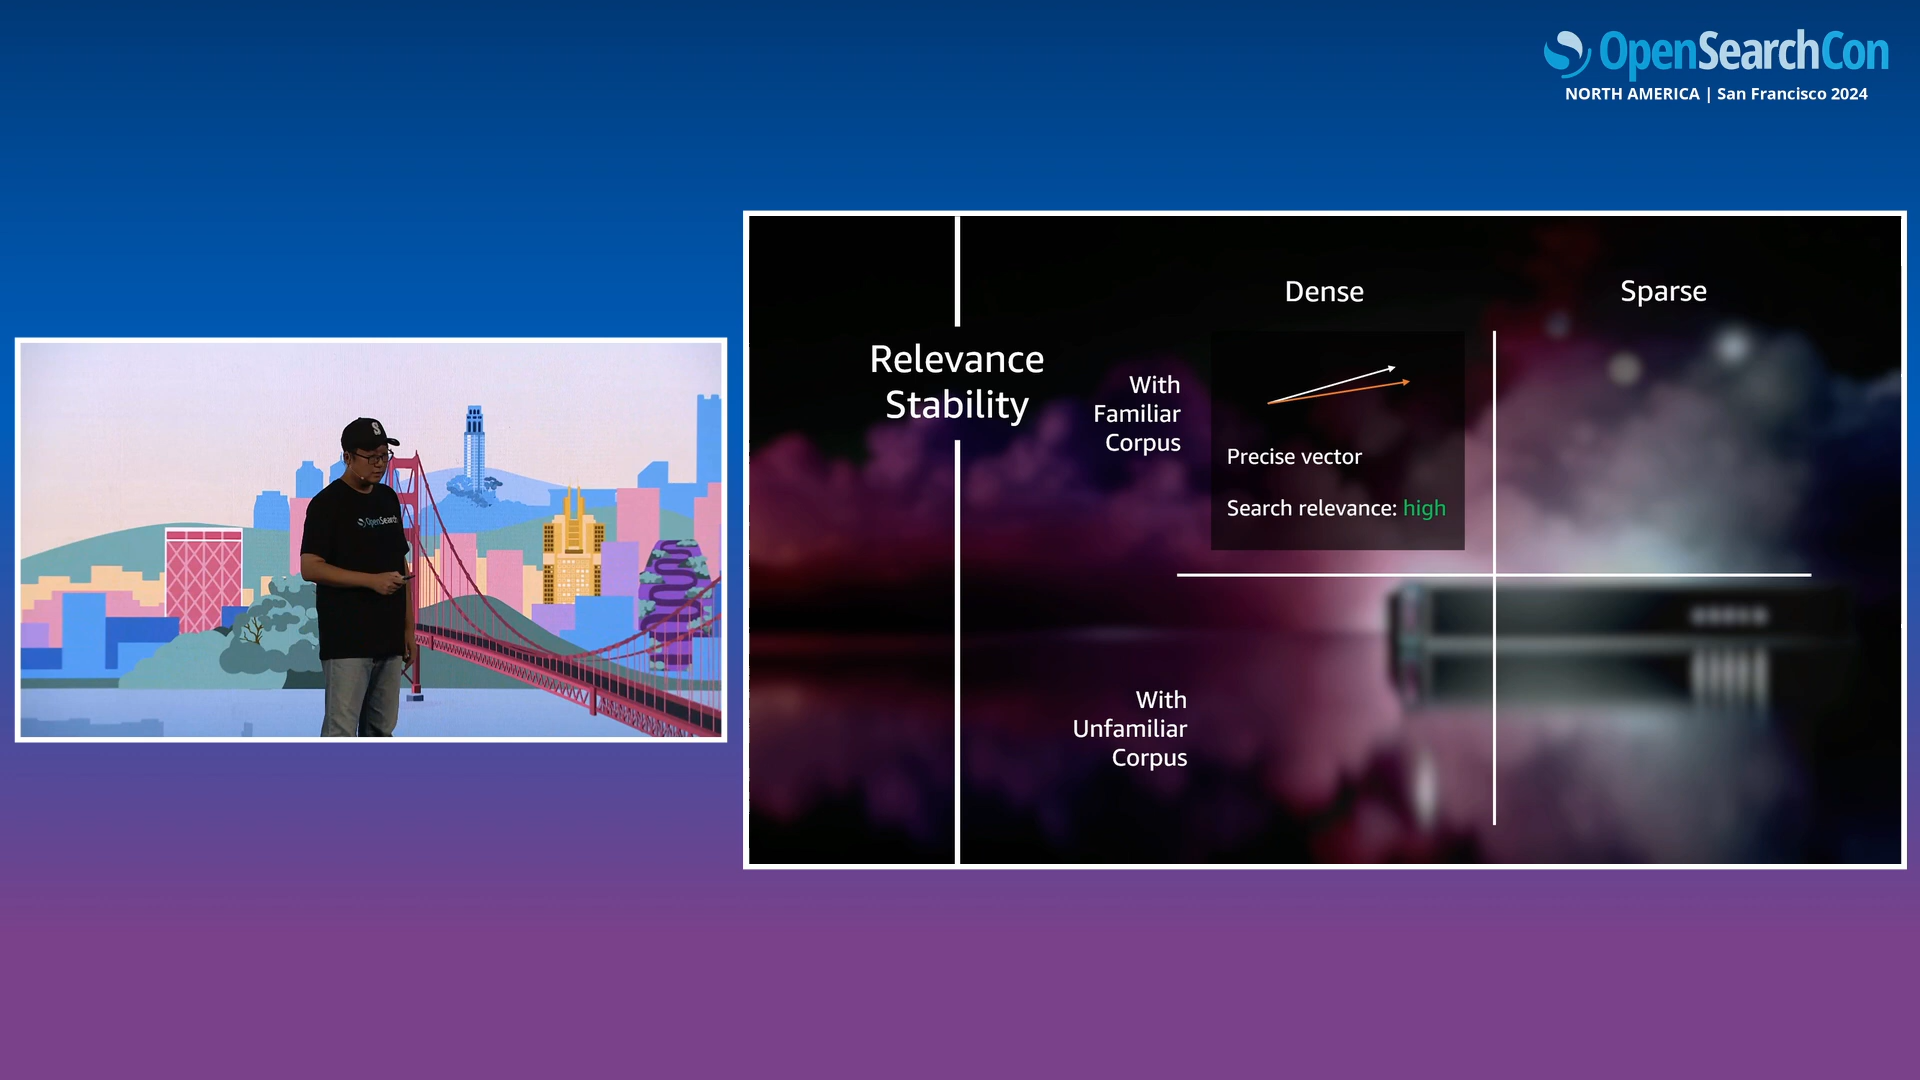 OpenSearchCon
NORTH AMERICA | San Francisco 2024
S
OpenSearch
Relevance
Stability
Dense
Sparse
With
Familiar
Corpus
Precise vector
Search relevance: high
With
Unfamiliar
Corpus